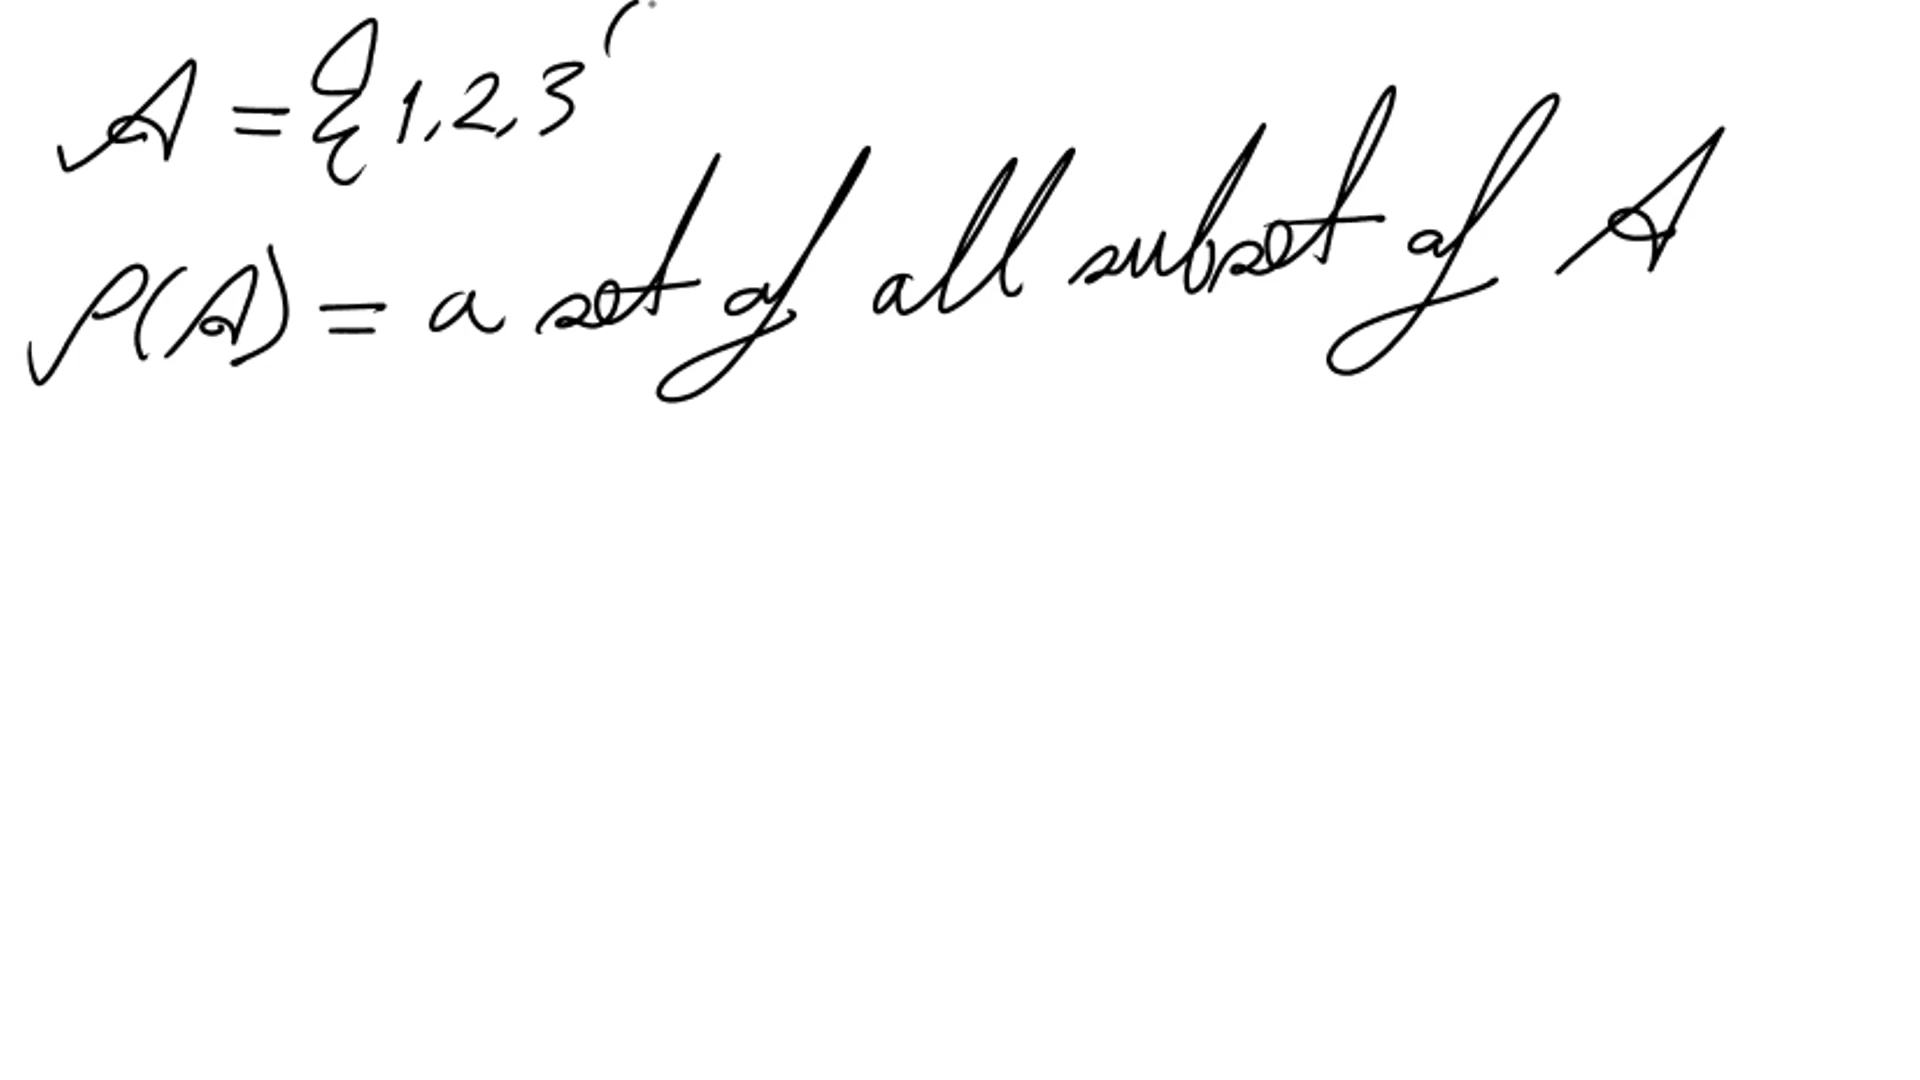 A = {1,2,3
P(A) = a set of all subset of A